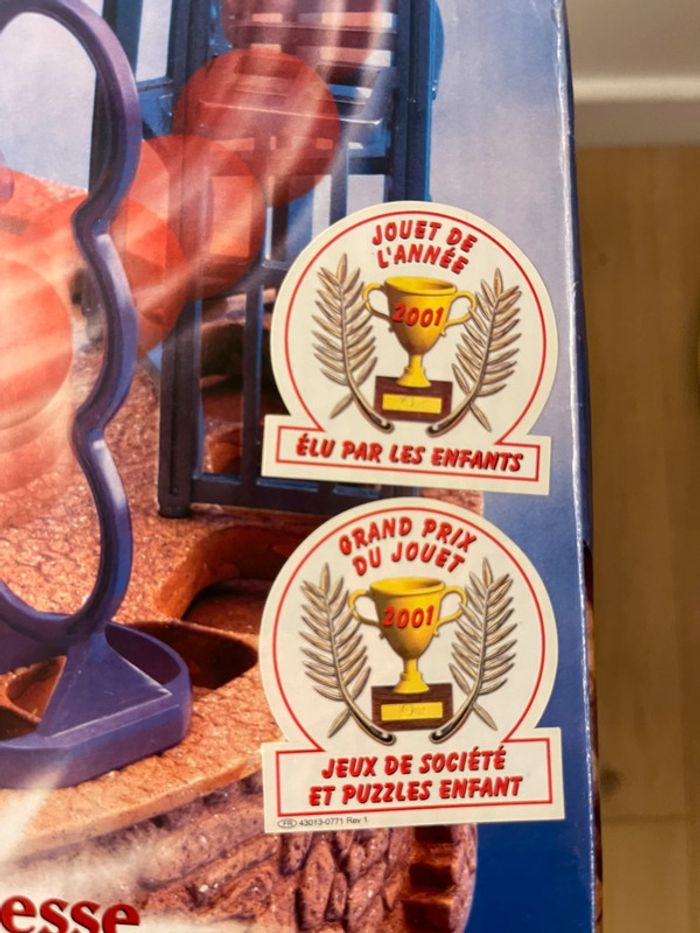 JOUET DE
L'ANNÉE
2001
ÉLU PAR LES ENFANTS
GRAND PRIX
DU JOUET
2001
JEUX DE SOCIÉTÉ
ET PUZZLES ENFANT
FR 43013-0771 Rev 1
esse